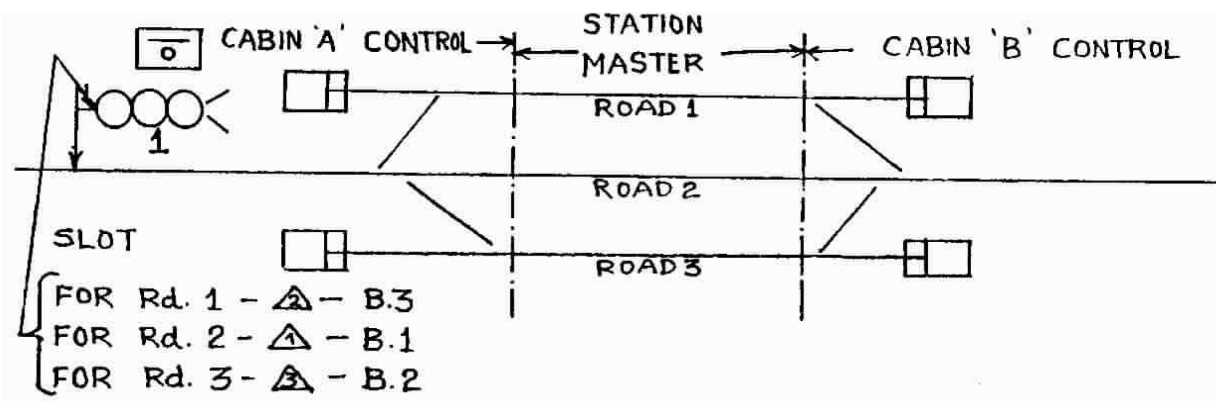 CABIN 'A' CONTROL
STATION
MASTER
CABIN 'B' CONTROL
ROAD 1
1
ROAD 2
SLOT
ROAD 3
FOR Rd. 1 - 2 - B.3
FOR Rd. 2 - 1 - B.1
FOR Rd. 3 - 3 - B.2